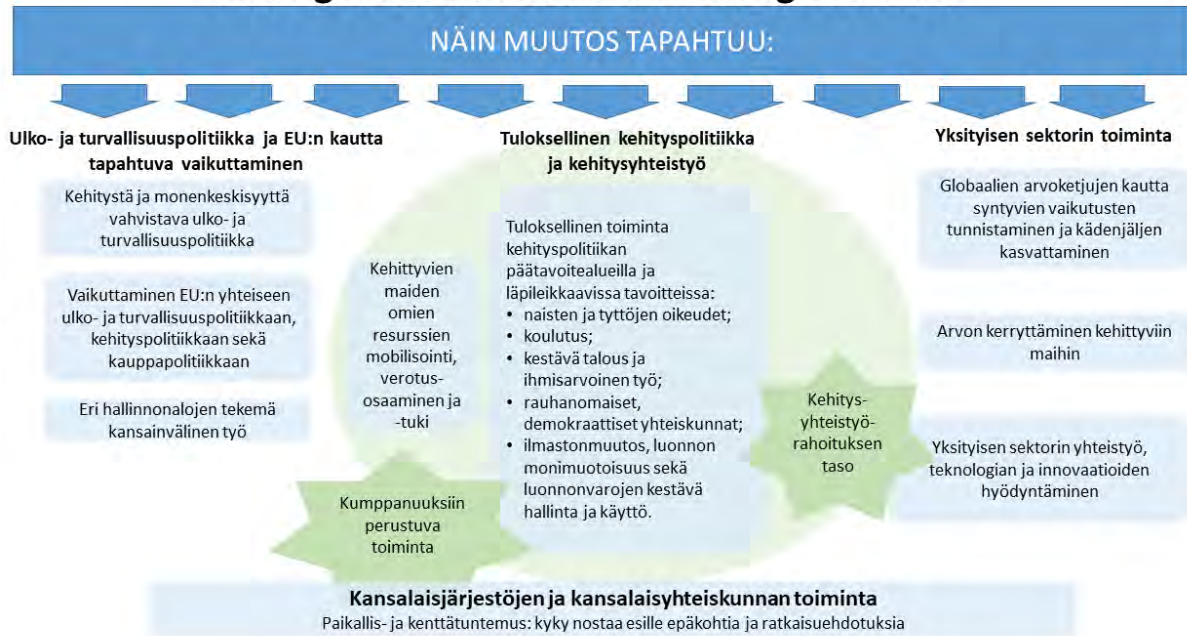 NÄIN MUUTOS TAPAHTUU:
Ulko- ja turvallisuuspolitiikka ja EU:n kautta
tapahtuva vaikuttaminen
Kehitystä ja monenkeskisyyttä
vahvistava ulko- ja
turvallisuuspolitiikka
Vaikuttaminen EU:n yhteiseen
ulko- ja turvallisuuspolitiikkaan,
kehityspolitiikkaan sekä
kauppapolitiikkaan
Eri hallinnonalojen tekemä
kansainvälinen työ
Tuloksellinen kehityspolitiikka
ja kehitysyhteistyö
Kehittyvien
maiden
omien
resurssien
mobilisointi,
verotus-
osaaminen ja
-tuki
Tuloksellinen toiminta
kehityspolitiikan
päätavoitealueilla ja
läpileikkaavissa tavoitteissa:
• naisten ja tyttöjen oikeudet;
• koulutus;
• kestävä talous ja
ihmisarvoinen työ;
• rauhanomaiset,
demokraattiset yhteiskunnat;
• ilmastonmuutos, luonnon
monimuotoisuus sekä
luonnonvarojen kestävä
hallinta ja käyttö.
Kumppanuuksiin
perustuva
toiminta
Kehitys-
yhteistyö-
rahoituksen
taso
Yksityisen sektorin toiminta
Globaalien arvoketjujen kautta
syntyvien vaikutusten
tunnistaminen ja kädenjäljen
kasvattaminen
Arvon kerryttäminen kehittyviin
maihin
Yksityisen sektorin yhteistyö,
teknologian ja innovaatioiden
hyödyntäminen
Kansalaisjärjestöjen ja kansalaisyhteiskunnan toiminta
Paikallis- ja kenttätuntemus: kyky nostaa esille epäkohtia ja ratkaisuehdotuksia